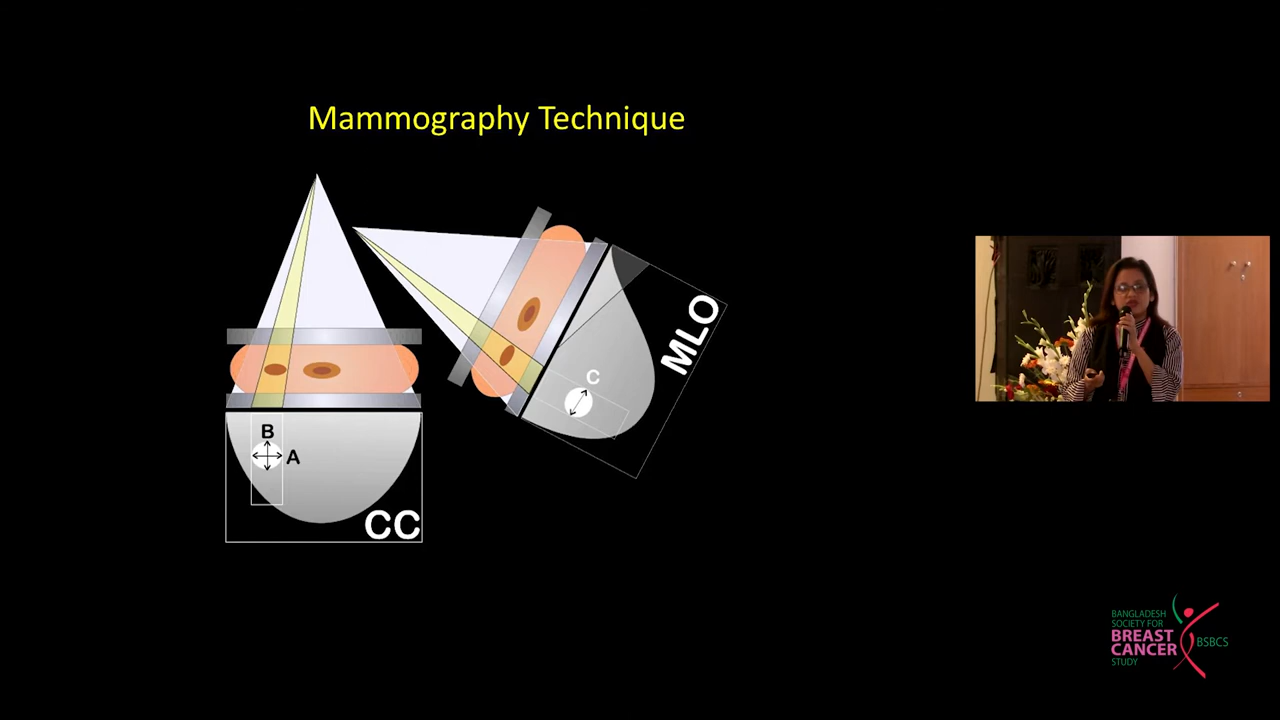 Mammography Technique
MLO
C
B
A
CC
BANGLADESH
SOCIETY FOR
BREAST
CANCER
STUDY
BSBCS